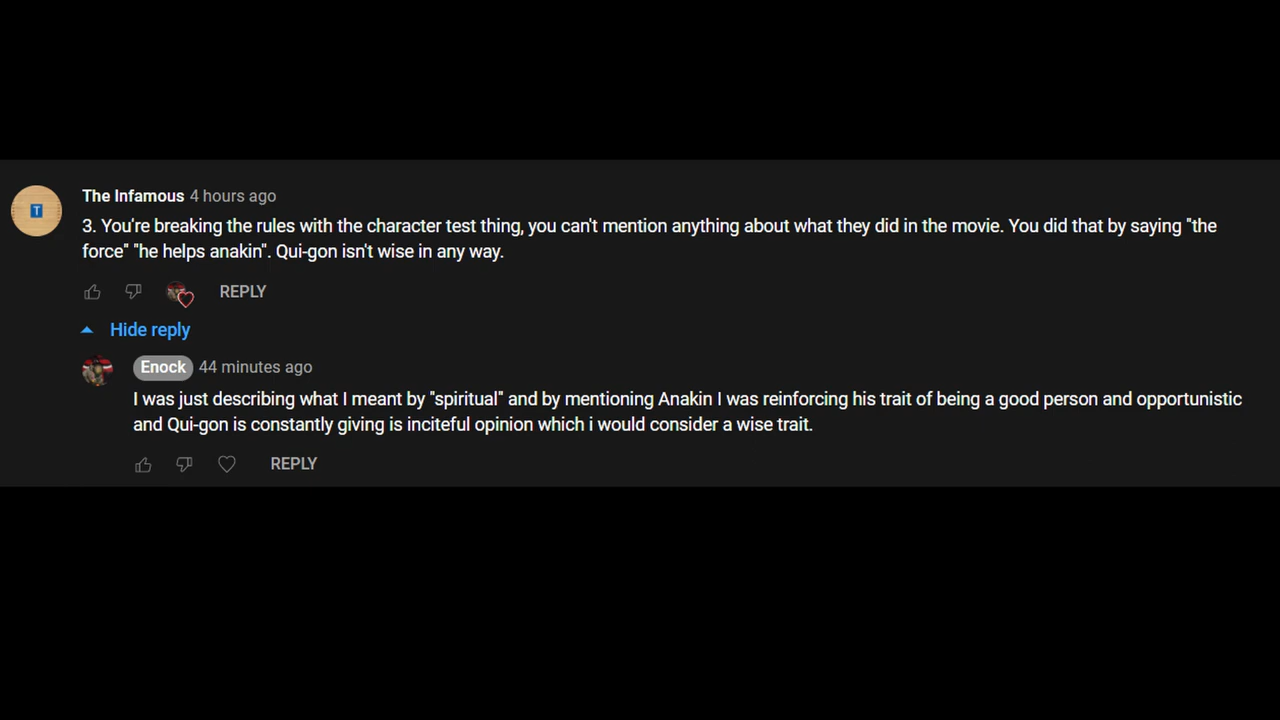 T
The Infamous 4 hours ago
3. You're breaking the rules with the character test thing, you can't mention anything about what they did in the movie. You did that by saying "the
force" "he helps anakin". Qui-gon isn't wise in any way.
REPLY
Hide reply
Enock 44 minutes ago
I was just describing what I meant by "spiritual" and by mentioning Anakin I was reinforcing his trait of being a good person and opportunistic
and Qui-gon is constantly giving is inciteful opinion which i would consider a wise trait.
REPLY